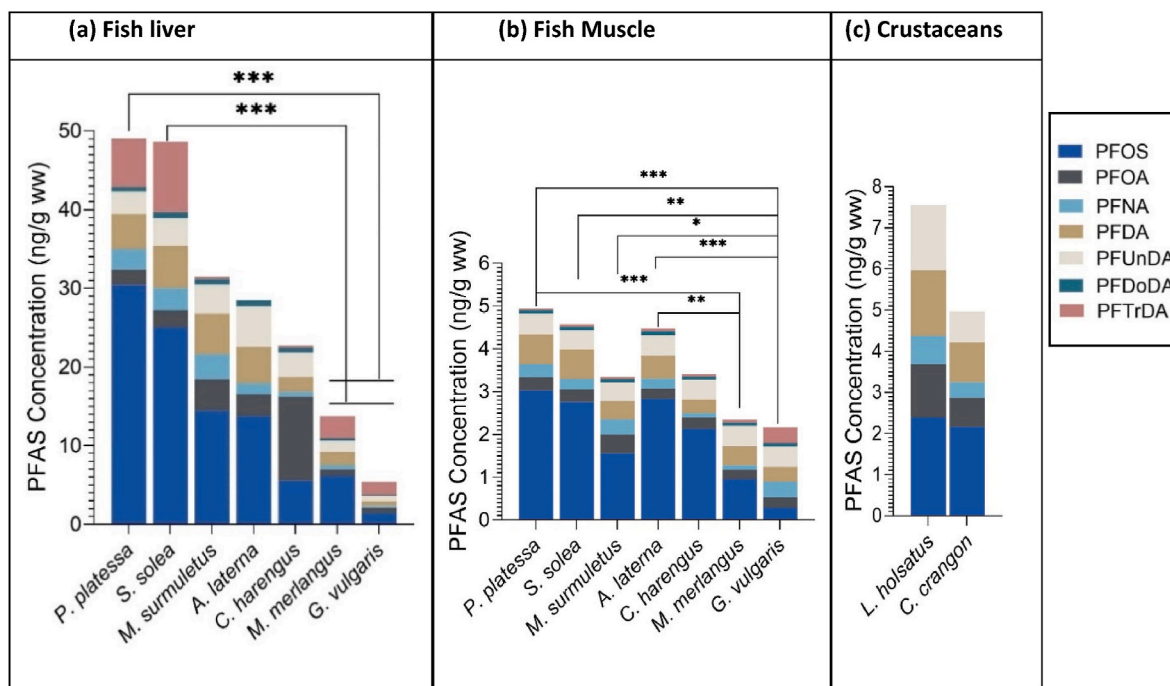 (a) Fish liver
(b) Fish Muscle
(c) Crustaceans
***
***
PFAS Concentration (ng/g ww)
50
40
30
20
10
0
P. platessa
S. solea
M. surmuletus
A. laterna
C. harengus
M. merlangus
G. vulgaris
***
**
*
***
***
**
PFAS Concentration (ng/g ww)
6
5
4
3
2
1
0
P. platessa
S. solea
M. surmuletus
A. laterna
C. harengus
M. merlangus
G. vulgaris
PFAS Concentration (ng/g ww)
8
7
6
5
4
3
2
1
0
L. holsatus
C. crangon
PFOS
PFOA
PFNA
PFDA
PFUnDA
PFDoDA
PFTrDA